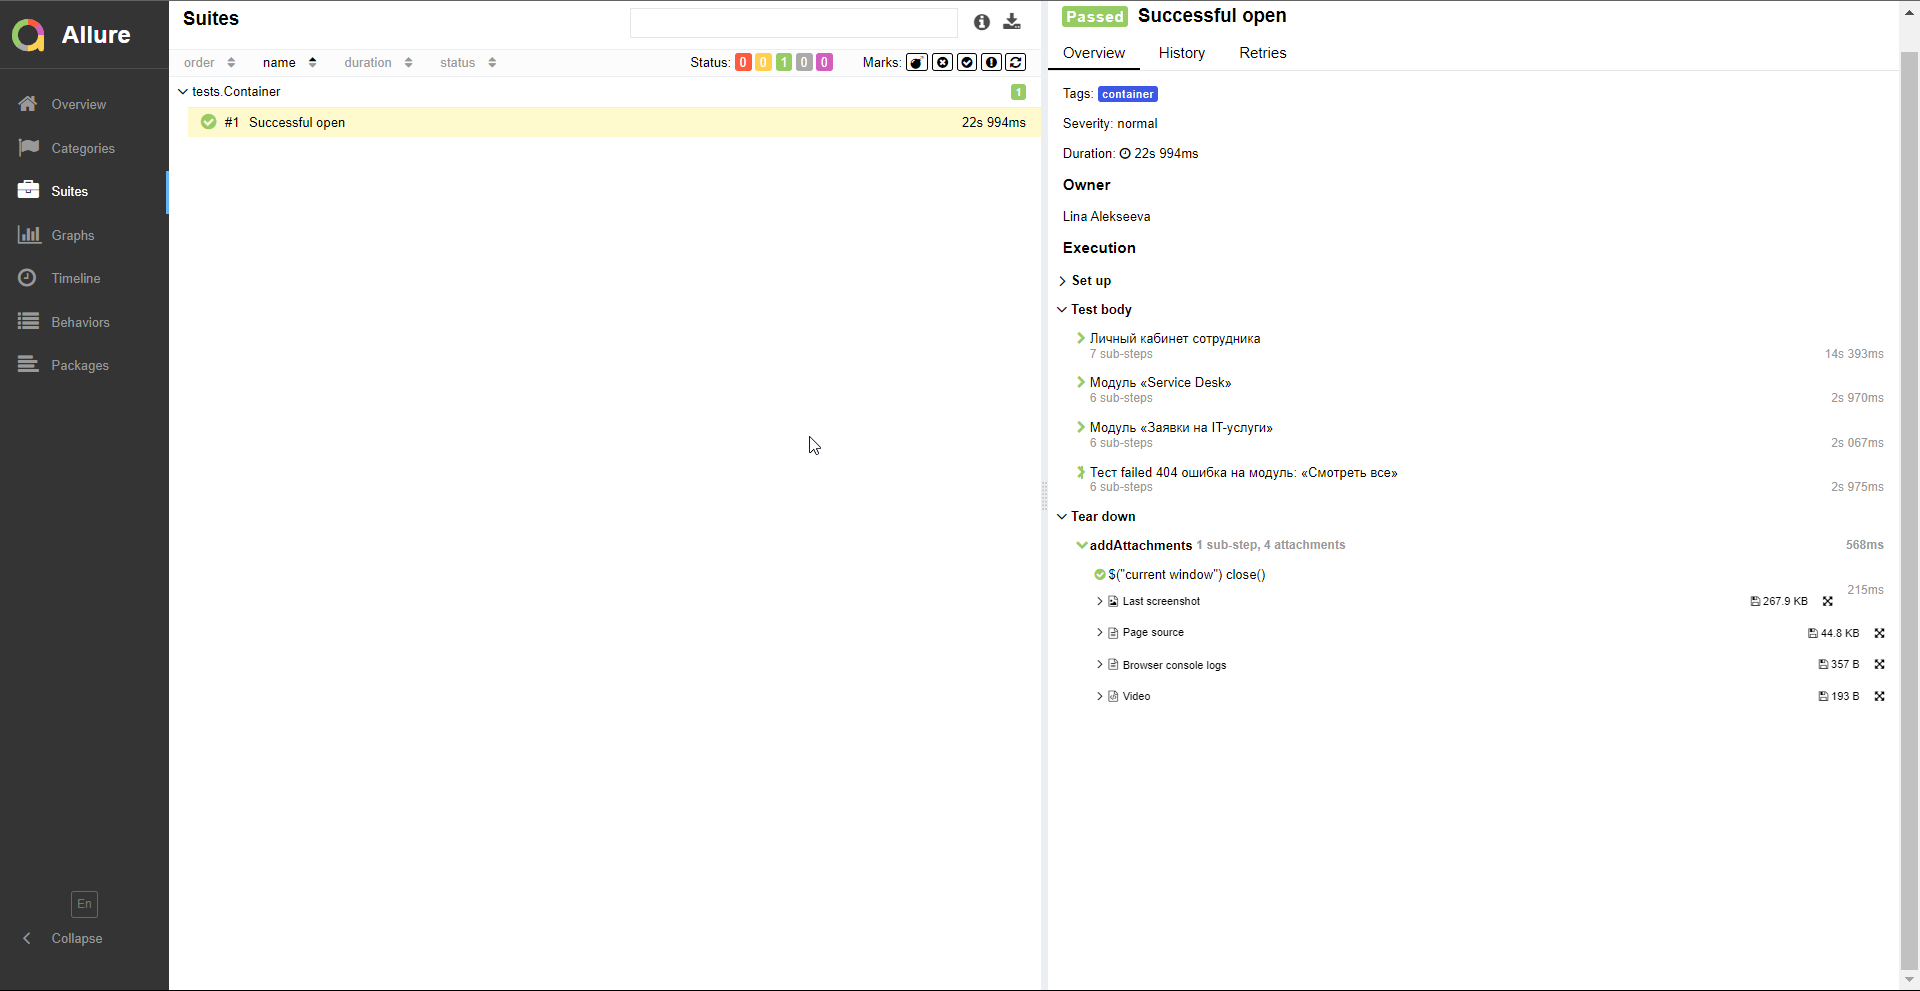 Allure
Overview
Categories
Suites
Graphs
Timeline
Behaviors
Packages
En
Collapse
Suites
order name duration status
Status: 0 0 1 0 0 Marks:
tests.Container 1
#1 Successful open 22s 994ms
Passed Successful open
Overview History Retries
Tags: container
Severity: normal
Duration: 22s 994ms
Owner
Lina Alekseeva
Execution
Set up
Test body
Личный кабинет сотрудника
7 sub-steps 14s 393ms
Модуль «Service Desk»
6 sub-steps 2s 970ms
Модуль «Заявки на IT-услуги»
6 sub-steps 2s 067ms
Тест failed 404 ошибка на модуль: «Смотреть все»
6 sub-steps 2s 975ms
Tear down
addAttachments 1 sub-step, 4 attachments 568ms
$("current window") close()
215ms
Last screenshot 267.9 KB
Page source 44.8 KB
Browser console logs 357 B
Video 193 B